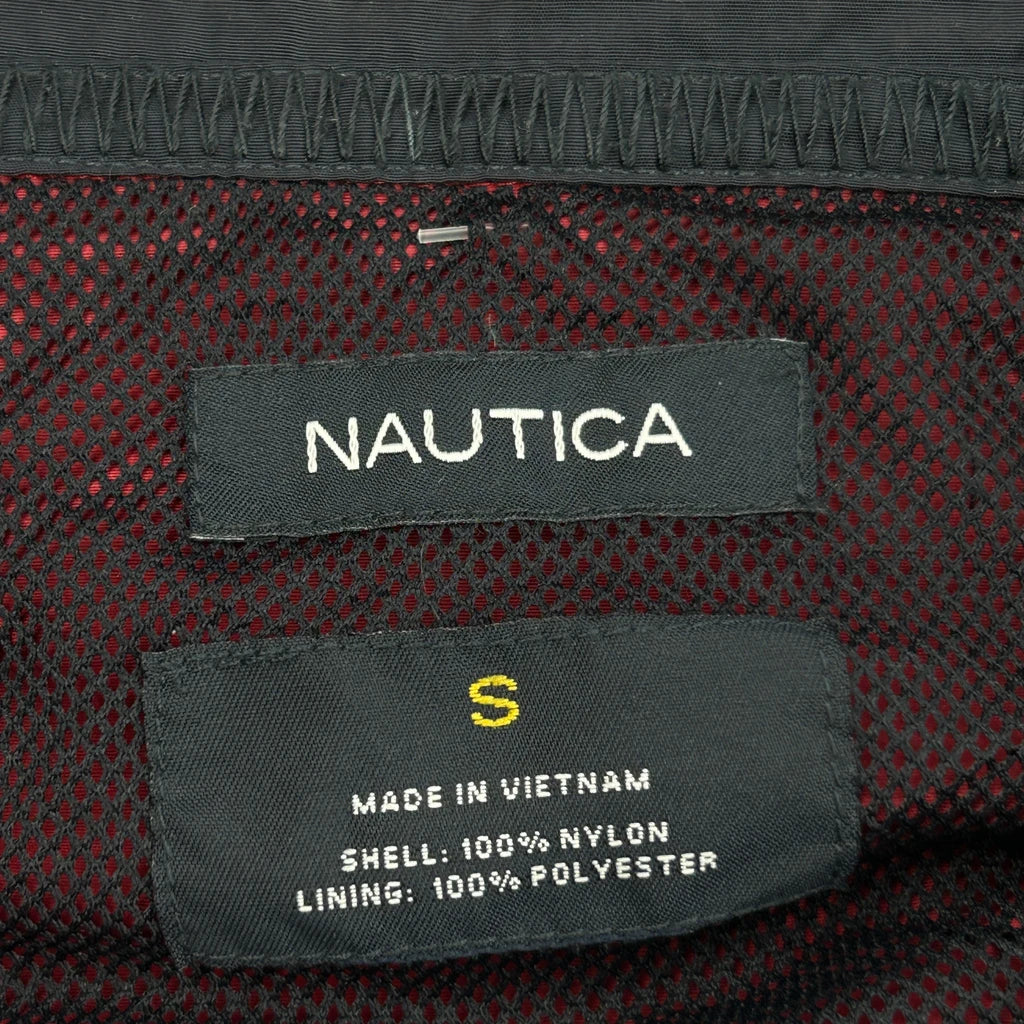 NAUTICA
S
MADE IN VIETNAM
SHELL: 100% NYLON
LINING: 100% POLYESTER